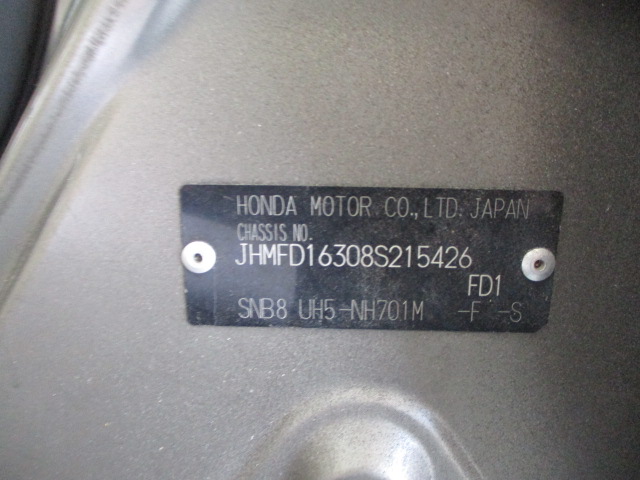 HONDA MOTOR CO.,LTD. JAPAN
CHASSIS NO.
JHMFD16308S215426
FD1
SNB8 UH5-NH701M -F -S